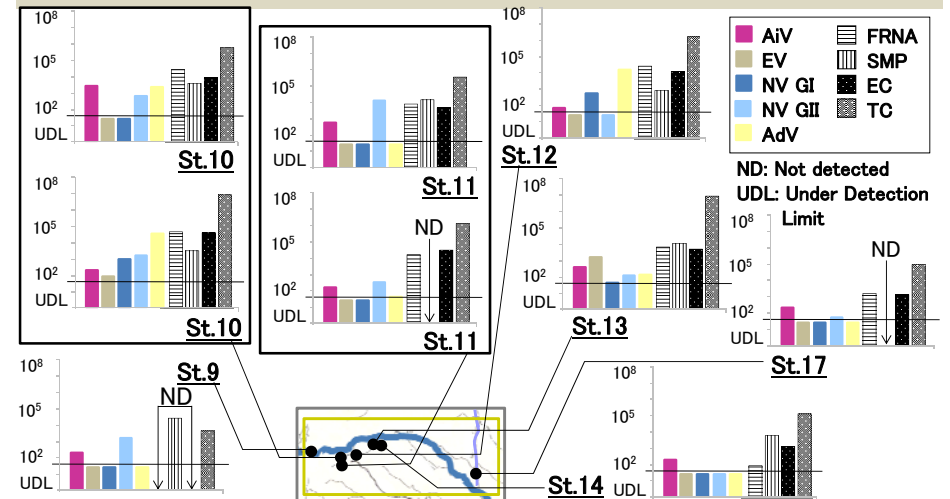 10⁸
10⁵
10²
UDL
St.10
10⁸
10⁵
10²
UDL
St.10
10⁸
10⁵
10²
UDL
St.11
10⁸
10⁵
10²
UDL
ND
St.11
10⁸
10⁵
10²
UDL
St.12
10⁸
10⁵
10²
UDL
St.13
AiV
EV
NV GI
NV GII
AdV
FRNA
SMP
EC
TC
ND: Not detected
UDL: Under Detection
Limit
10⁸
10⁵
10²
UDL
ND
St.17
10⁸
10⁵
10²
UDL
St.9
ND
10⁸
10⁵
10²
UDL
St.14